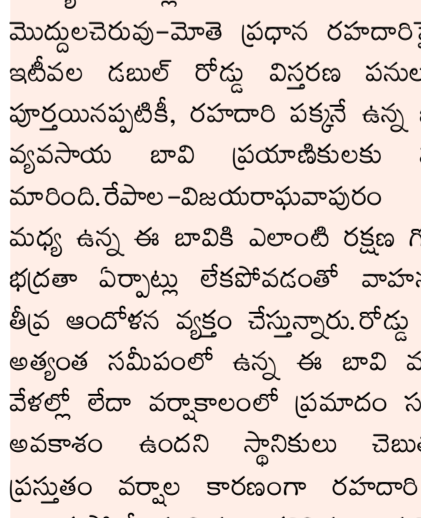 మొద్దులచెరువు-మోతె ప్రధాన రహదారిపై
ఇటీవల డబుల్ రోడ్డు విస్తరణ పనుల
పూర్తయినప్పటికీ, రహదారి పక్కనే ఉన్న
వ్యవసాయ బావి ప్రయాణికులకు
మారింది.రేపాల-విజయరాఘవాపురం
మధ్య ఉన్న ఈ బావికి ఎలాంటి రక్షణ
భద్రతా ఏర్పాట్లు లేకపోవడంతో
తీవ్ర ఆందోళన వ్యక్తం చేస్తున్నారు.రోడ్డు
అత్యంత సమీపంలో ఉన్న ఈ బావి
వేళల్లో లేదా వర్షాకాలంలో ప్రమాదం
అవకాశం ఉందని స్థానికులు
ప్రస్తుతం వర్షాల కారణంగా రహదారి